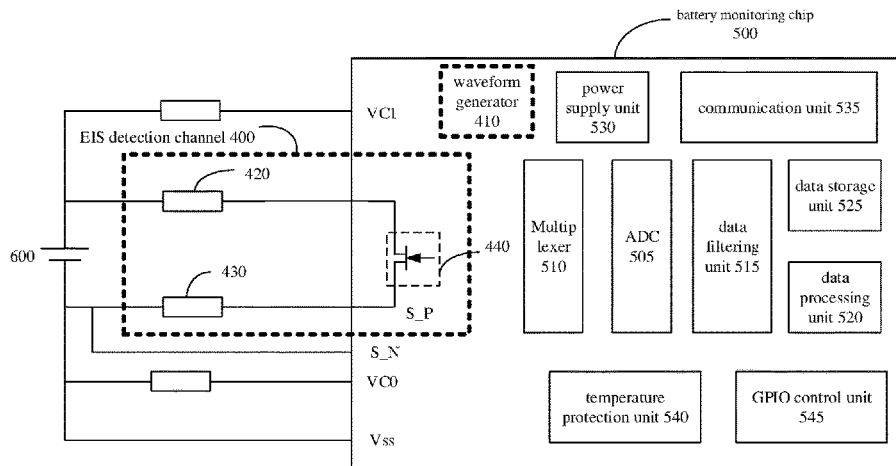 battery monitoring chip
500
waveform
generator
410
power
supply unit
530
communication unit 535
VC1
EIS detection channel 400
420
Multip
lexer
510
ADC
505
data
filtering
unit 515
data storage
unit 525
600
440
430
data
processing
unit 520
S_P
S_N
VC0
temperature
protection unit 540
GPIO control unit
545
Vss